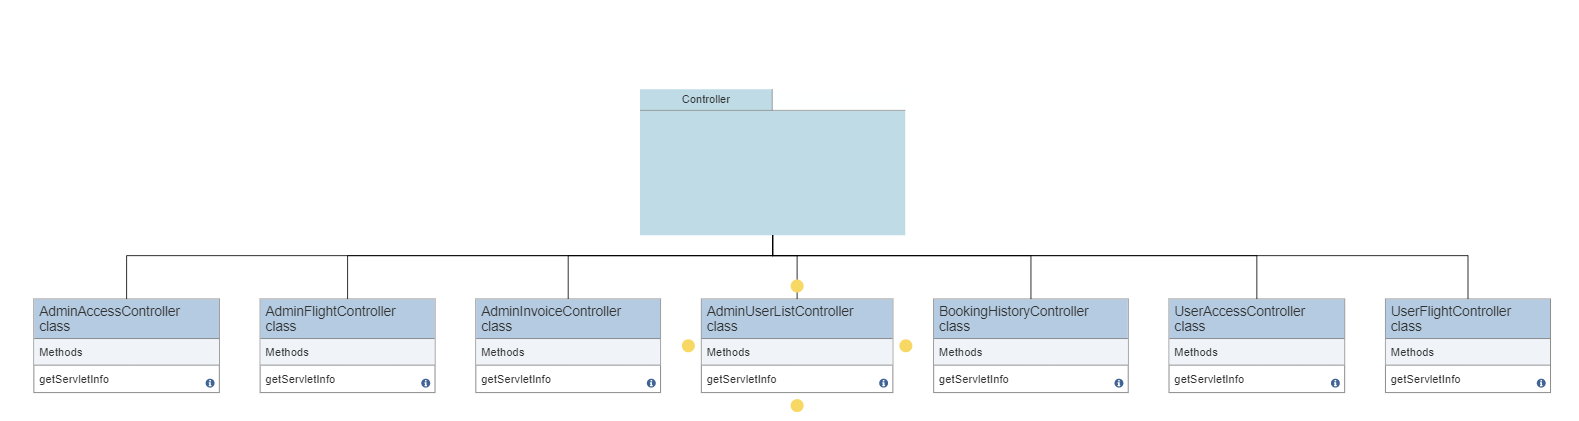 Controller
AdminAccessController
class
Methods
getServletInfo
AdminFlightController
class
Methods
getServletInfo
AdminInvoiceController
class
Methods
getServletInfo
AdminUserListController
class
Methods
getServletInfo
BookingHistoryController
class
Methods
getServletInfo
UserAccessController
class
Methods
getServletInfo
UserFlightController
class
Methods
getServletInfo